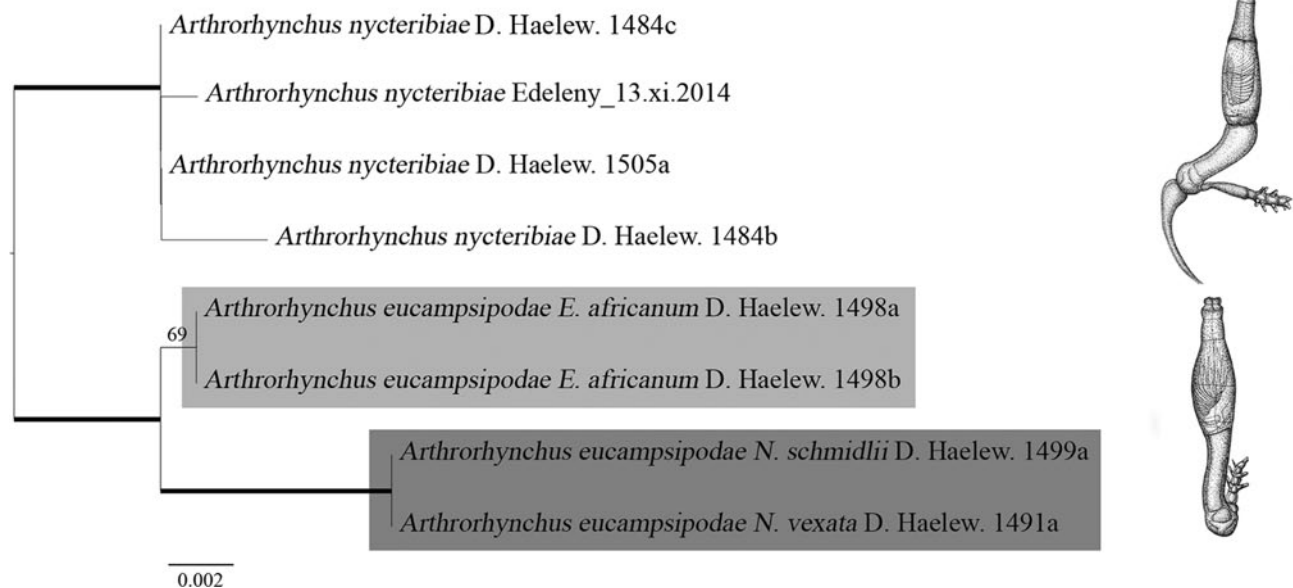 Arthrorhynchus nycteribiae D. Haelew. 1484c
Arthrorhynchus nycteribiae Edeleny_13.xi.2014
Arthrorhynchus nycteribiae D. Haelew. 1505a
Arthrorhynchus nycteribiae D. Haelew. 1484b
69
Arthrorhynchus eucampsipodae E. africanum D. Haelew. 1498a
Arthrorhynchus eucampsipodae E. africanum D. Haelew. 1498b
Arthrorhynchus eucampsipodae N. schmidlii D. Haelew. 1499a
Arthrorhynchus eucampsipodae N. vexata D. Haelew. 1491a
0.002